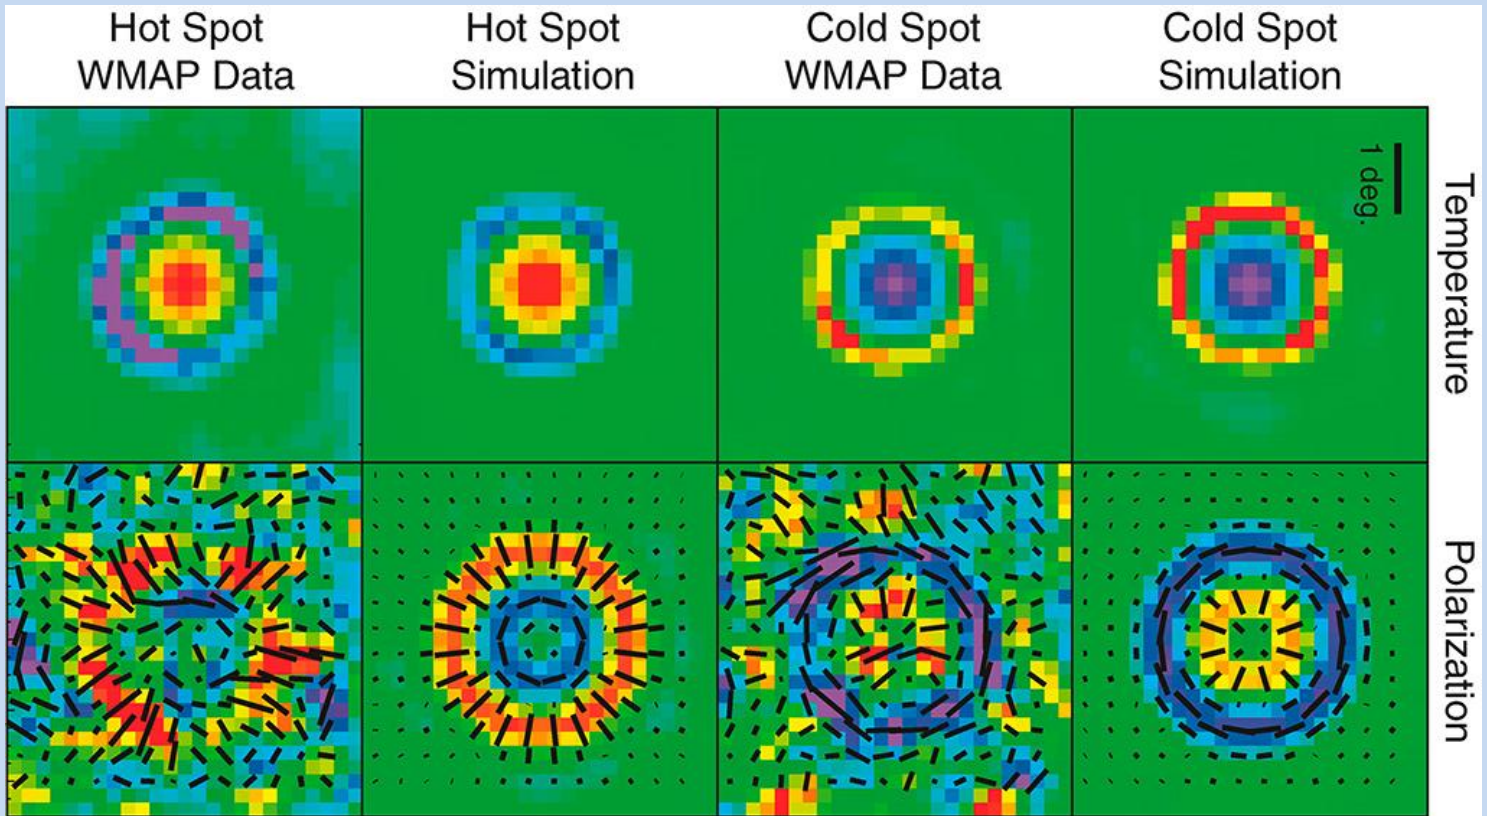 Hot Spot
WMAP Data
Hot Spot
Simulation
Cold Spot
WMAP Data
Cold Spot
Simulation
1 deg.
Temperature
Polarization